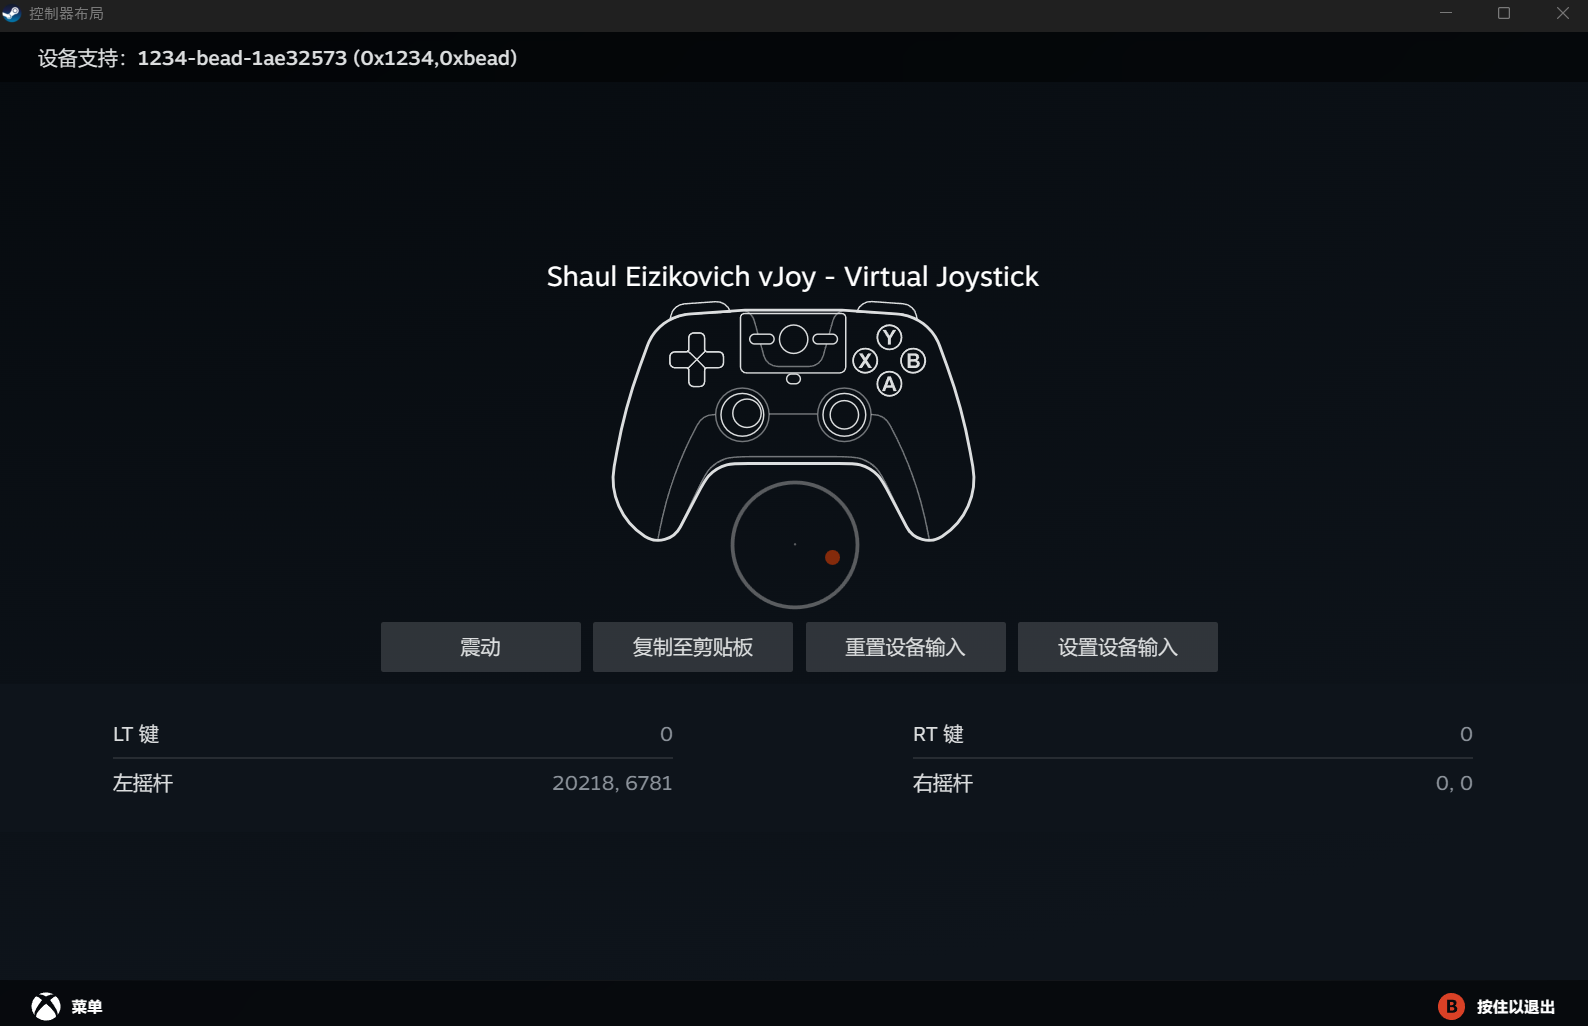 控制器布局
设备支持：1234-bead-1ae32573 (0x1234,0xbead)
Shaul Eizikovich vJoy - Virtual Joystick
Y
X B
A
震动 复制至剪贴板 重置设备输入 设置设备输入
LT 键 0 RT 键 0
左摇杆 20218, 6781 右摇杆 0, 0
菜单 B 按住以退出